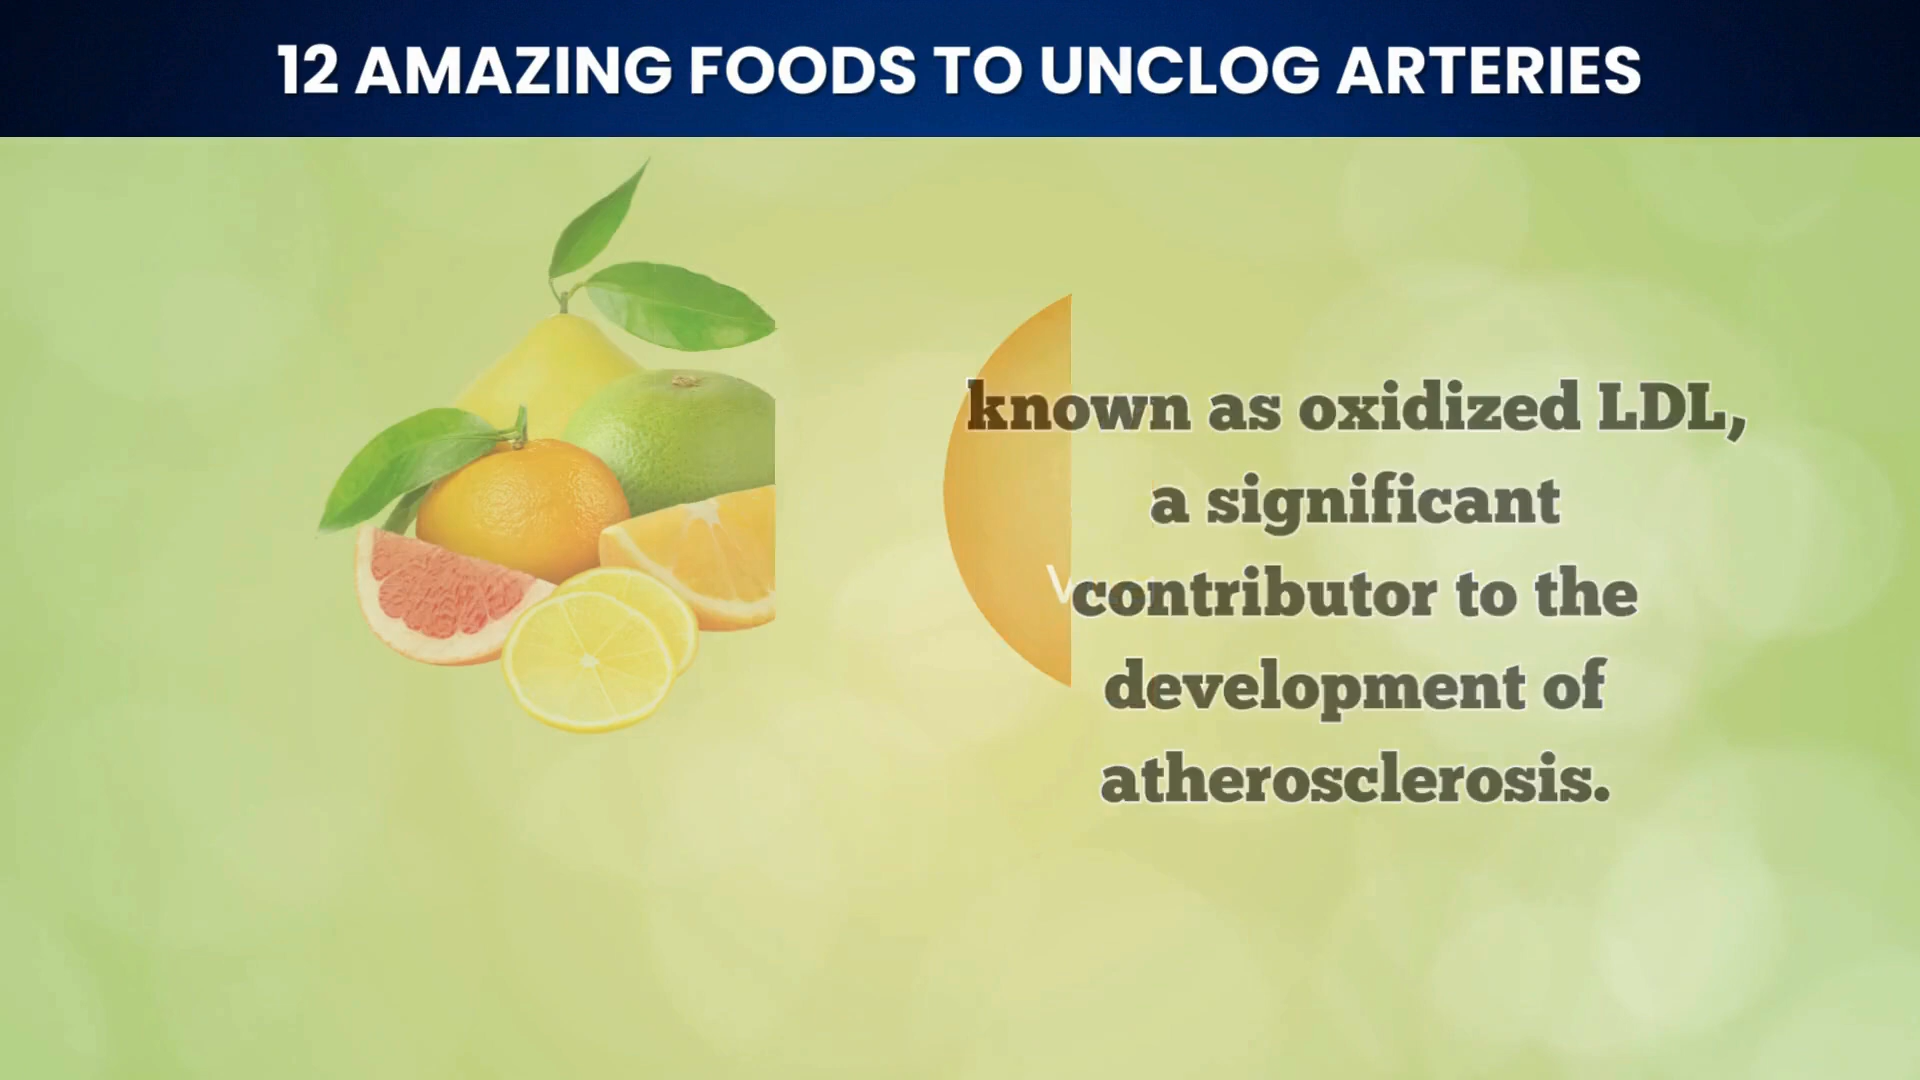 12 AMAZING FOODS TO UNCLOG ARTERIES
known as oxidized LDL,
a significant
contributor to the
development of
atherosclerosis.